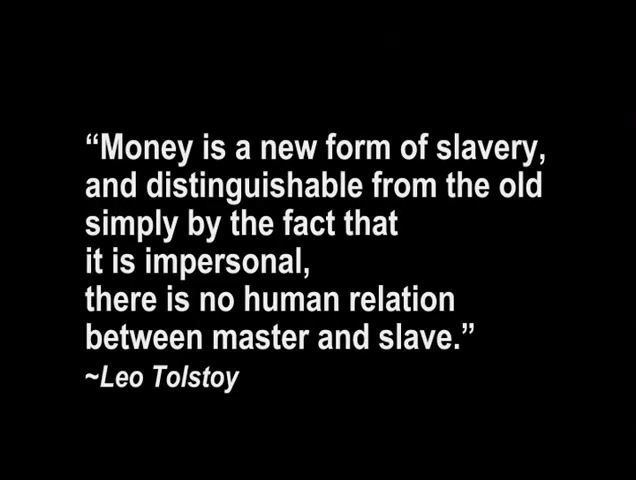 “Money is a new form of slavery,
and distinguishable from the old
simply by the fact that
it is impersonal,
there is no human relation
between master and slave.”
~Leo Tolstoy